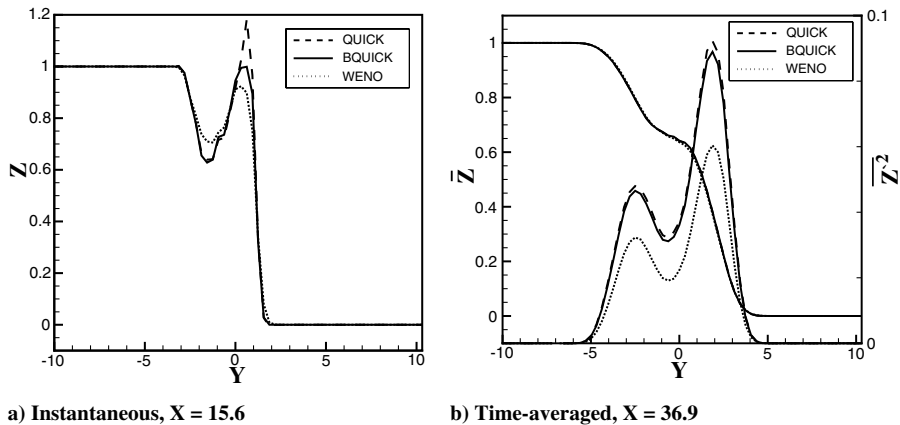 1.2
1
0.8
0.6
0.4
0.2
0
Z
-10
-5
0
5
10
Y
QUICK
BQUICK
WENO
a) Instantaneous, X = 15.6
1
0.8
0.6
0.4
0.2
0
Z̅
-10
-5
0
5
10
Y
0.1
0
Z`2
QUICK
BQUICK
WENO
b) Time-averaged, X = 36.9